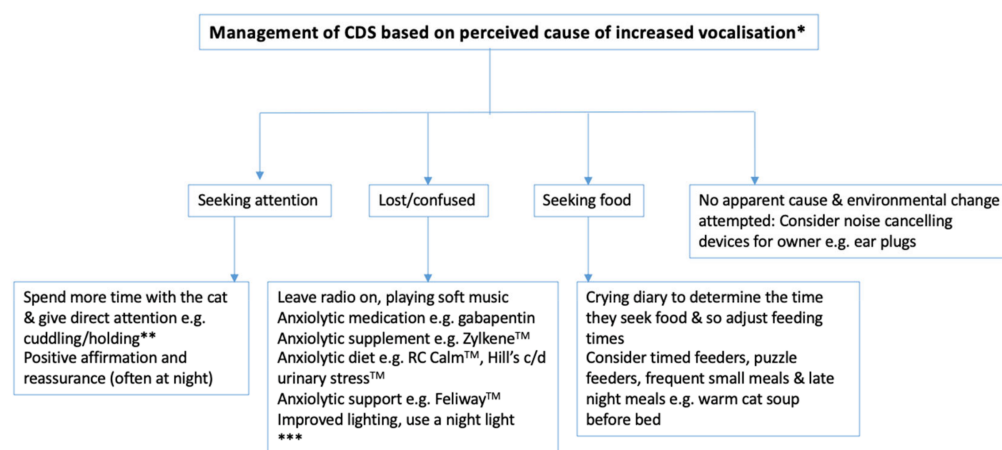 Management of CDS based on perceived cause of increased vocalisation*
Seeking attention
Lost/confused
Seeking food
No apparent cause & environmental change
attempted: Consider noise cancelling
devices for owner e.g. ear plugs
Spend more time with the cat
& give direct attention e.g.
cuddling/holding**
Positive affirmation and
reassurance (often at night)
Leave radio on, playing soft music
Anxiolytic medication e.g. gabapentin
Anxiolytic supplement e.g. Zylkene™
Anxiolytic diet e.g. RC Calm™, Hill's c/d
urinary stress™
Anxiolytic support e.g. Feliway™
Improved lighting, use a night light
***
Crying diary to determine the time
they seek food & so adjust feeding
times
Consider timed feeders, puzzle
feeders, frequent small meals & late
night meals e.g. warm cat soup
before bed